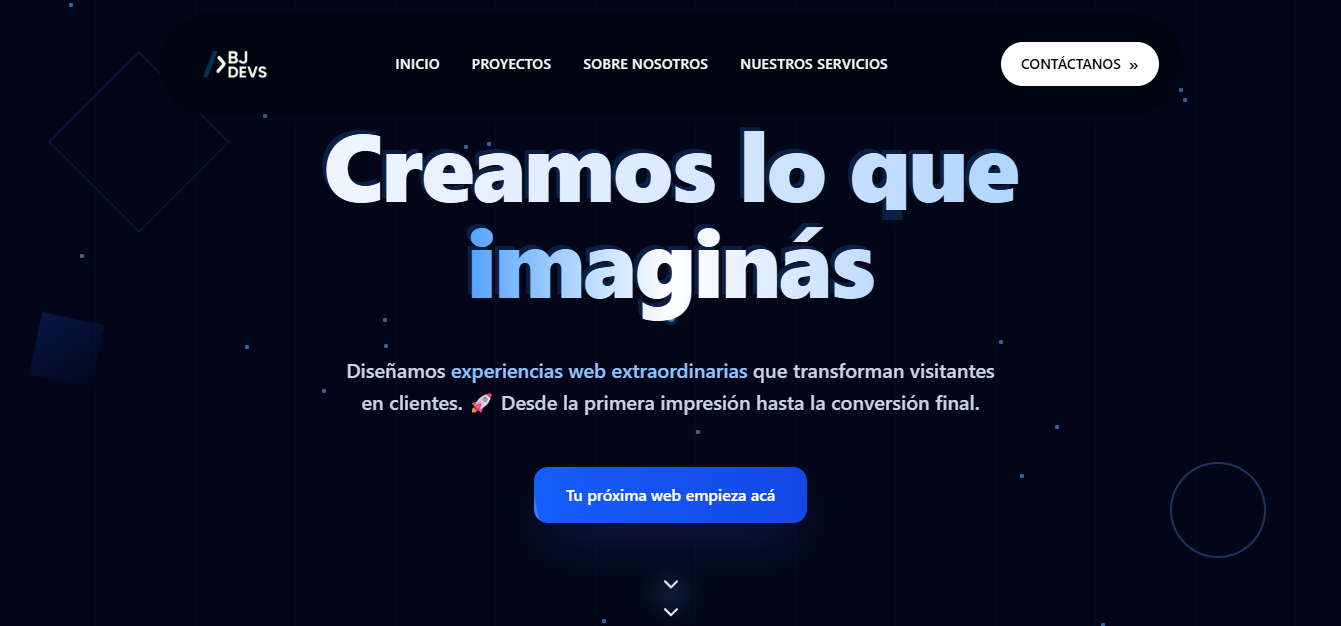 BJ
DEVS
INICIO PROYECTOS SOBRE NOSOTROS NUESTROS SERVICIOS CONTÁCTANOS »
Creamos lo que
imaginás
Diseñamos experiencias web extraordinarias que transforman visitantes
en clientes. 🚀 Desde la primera impresión hasta la conversión final.
Tu próxima web empieza acá